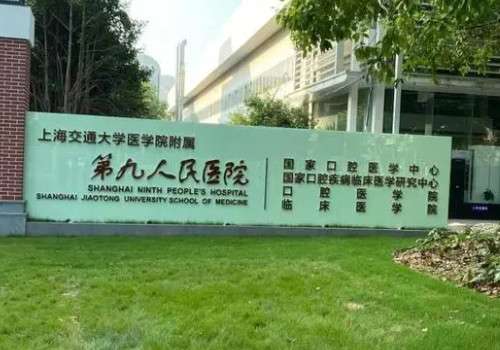 上海交通大学医学院附属
第九人民医院
SHANGHAI NINTH PEOPLE'S HOSPITAL
SHANGHAI JIAOTONG UNIVERSITY SCHOOL OF MEDICINE
国家口腔医学中心
国家口腔疾病临床医学研究中心
口腔医学院
临床医学院